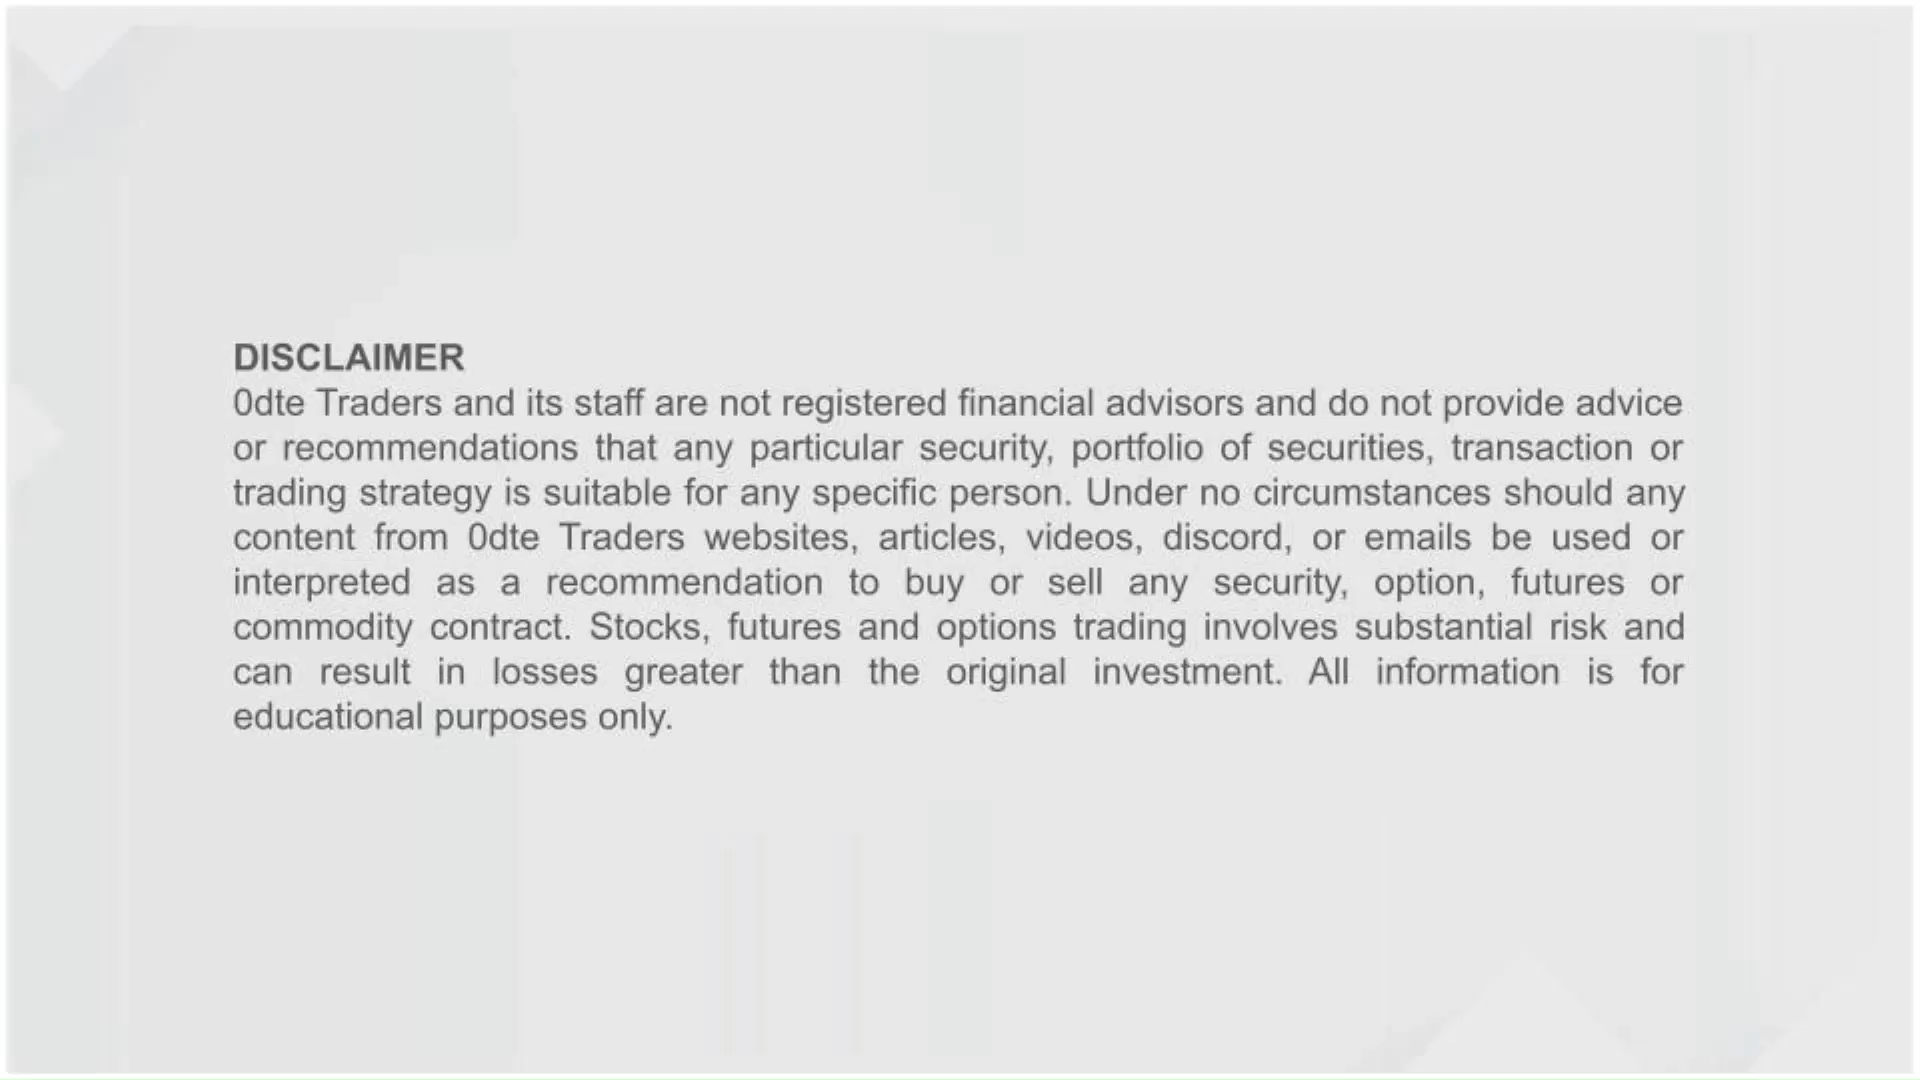 DISCLAIMER
0dte Traders and its staff are not registered financial advisors and do not provide advice
or recommendations that any particular security, portfolio of securities, transaction or
trading strategy is suitable for any specific person. Under no circumstances should any
content from 0dte Traders websites, articles, videos, discord, or emails be used or
interpreted as a recommendation to buy or sell any security, option, futures or
commodity contract. Stocks, futures and options trading involves substantial risk and
can result in losses greater than the original investment. All information is for
educational purposes only.